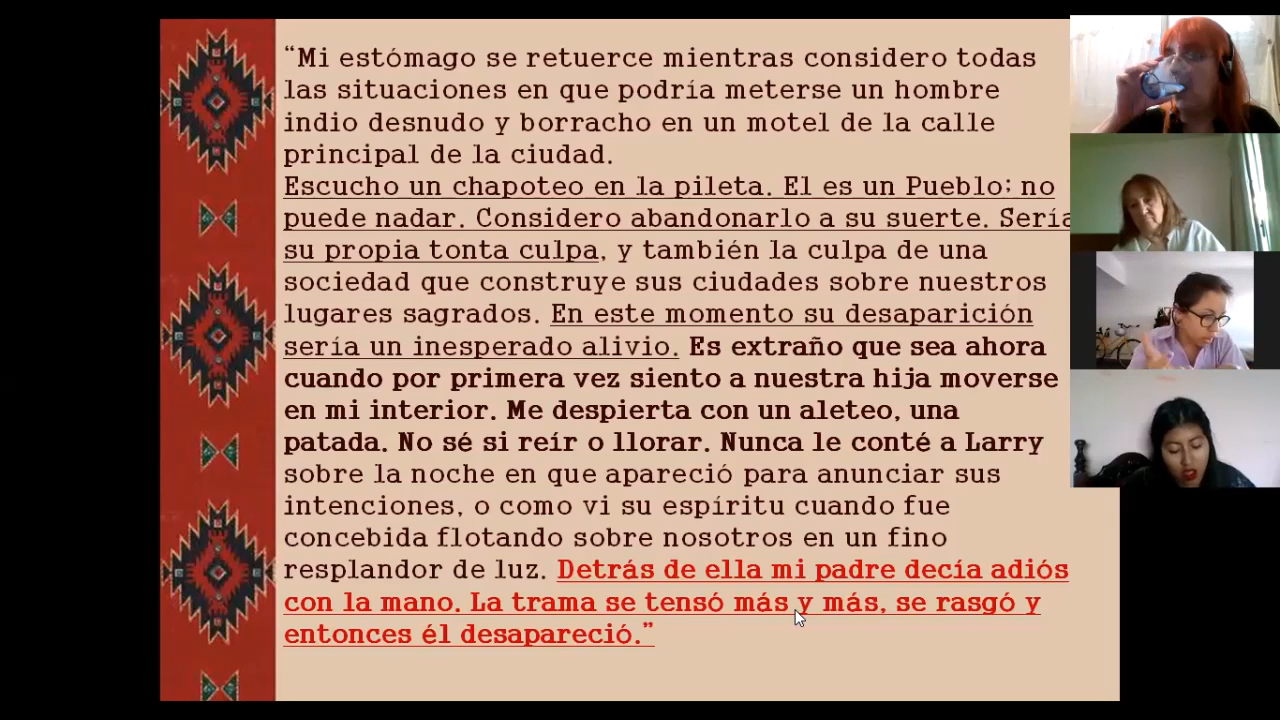 “Mi estómago se retuerce mientras considero todas
las situaciones en que podría meterse un hombre
indio desnudo y borracho en un motel de la calle
principal de la ciudad.
Escucho un chapoteo en la pileta. El es un Pueblo; no
puede nadar. Considero abandonarlo a su suerte. Sería
su propia tonta culpa, y también la culpa de una
sociedad que construye sus ciudades sobre nuestros
lugares sagrados. En este momento su desaparición
sería un inesperado alivio. Es extraño que sea ahora
cuando por primera vez siento a nuestra hija moverse
en mi interior. Me despierta con un aleteo, una
patada. No sé si reír o llorar. Nunca le conté a Larry
sobre la noche en que apareció para anunciar sus
intenciones, o como vi su espíritu cuando fue
concebida flotando sobre nosotros en un fino
resplandor de luz. Detrás de ella mi padre decía adiós
con la mano. La trama se tensó más y más, se rasgó y
entonces él desapareció.”